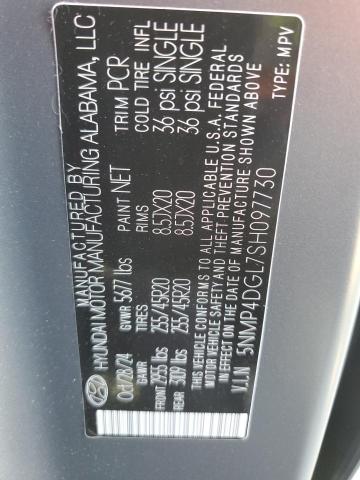 MANUFACTURED BY
HYUNDAI MOTOR MANUFACTURING ALABAMA, LLC
Oct/28/24 PAINT NET TRIM PCR
GVWR 5677 lbs
GAWR TIRES RIMS COLD TIRE INFL
FRONT 2955 lbs 255/45R20 8.5JX20 36 psi SINGLE
REAR 3109 lbs 255/45R20 8.5JX20 36 psi SINGLE
THIS VEHICLE CONFORMS TO ALL APPLICABLE U.S.A. FEDERAL
MOTOR VEHICLE SAFETY, BUMPER, AND THEFT PREVENTION STANDARDS
IN EFFECT ON THE DATE OF MANUFACTURE SHOWN ABOVE
V.I.N 5NMP4DGL7SH097730 TYPE: MPV